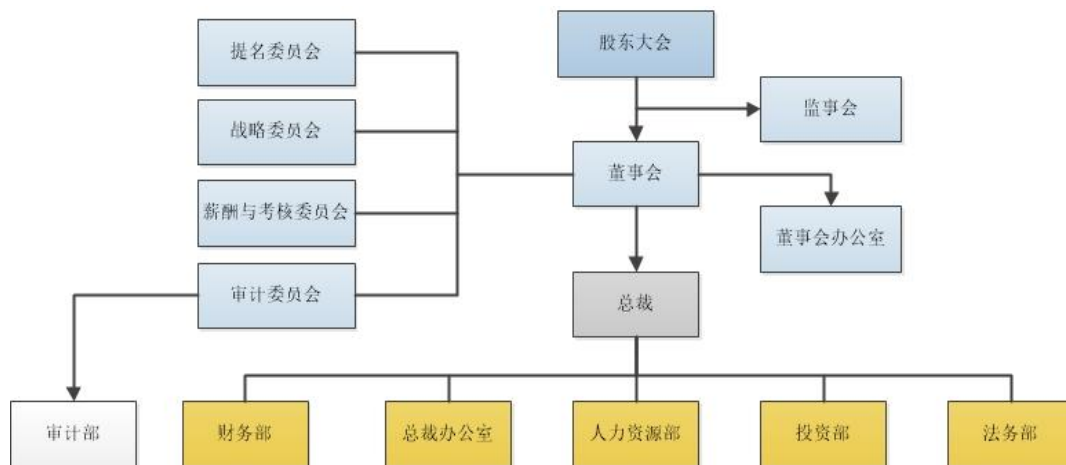 股东大会
提名委员会
监事会
战略委员会
董事会
薪酬与考核委员会
董事会办公室
审计委员会
总裁
审计部
财务部
总裁办公室
人力资源部
投资部
法务部